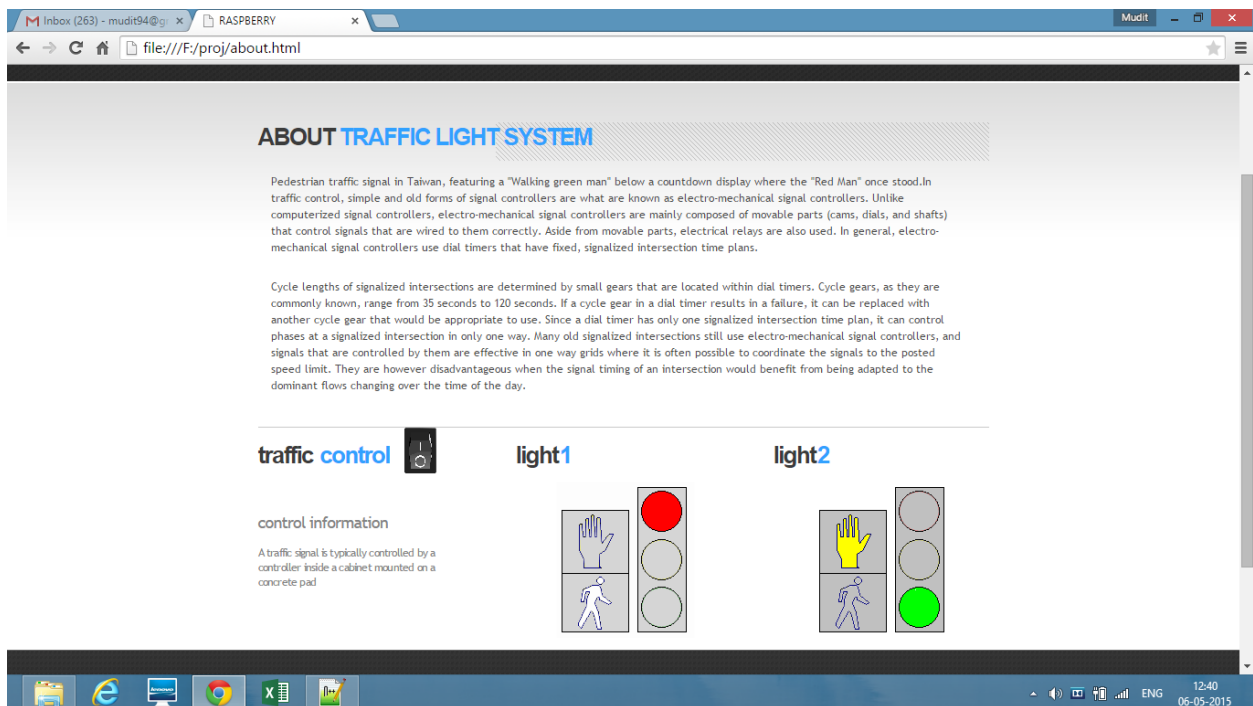 Inbox (263) - mudit94@g
RASPBERRY
Mudit
file:///F:/proj/about.html
ABOUT TRAFFIC LIGHT SYSTEM
Pedestrian traffic signal in Taiwan, featuring a "Walking green man" below a countdown display where the "Red Man" once stood.In
traffic control, simple and old forms of signal controllers are what are known as electro-mechanical signal controllers. Unlike
computerized signal controllers, electro-mechanical signal controllers are mainly composed of movable parts (cams, dials, and shafts)
that control signals that are wired to them correctly. Aside from movable parts, electrical relays are also used. In general, electro-
mechanical signal controllers use dial timers that have fixed, signalized intersection time plans.
Cycle lengths of signalized intersections are determined by small gears that are located within dial timers. Cycle gears, as they are
commonly known, range from 35 seconds to 120 seconds. If a cycle gear in a dial timer results in a failure, it can be replaced with
another cycle gear that would be appropriate to use. Since a dial timer has only one signalized intersection time plan, it can control
phases at a signalized intersection in only one way. Many old signalized intersections still use electro-mechanical signal controllers, and
signals that are controlled by them are effective in one way grids where it is often possible to coordinate the signals to the posted
speed limit. They are however disadvantageous when the signal timing of an intersection would benefit from being adapted to the
dominant flows changing over the time of the day.
traffic control
light1
light2
control information
A traffic signal is typically controlled by a
controller inside a cabinet mounted on a
concrete pad
lenovo
ENG
12:40
06-05-2015